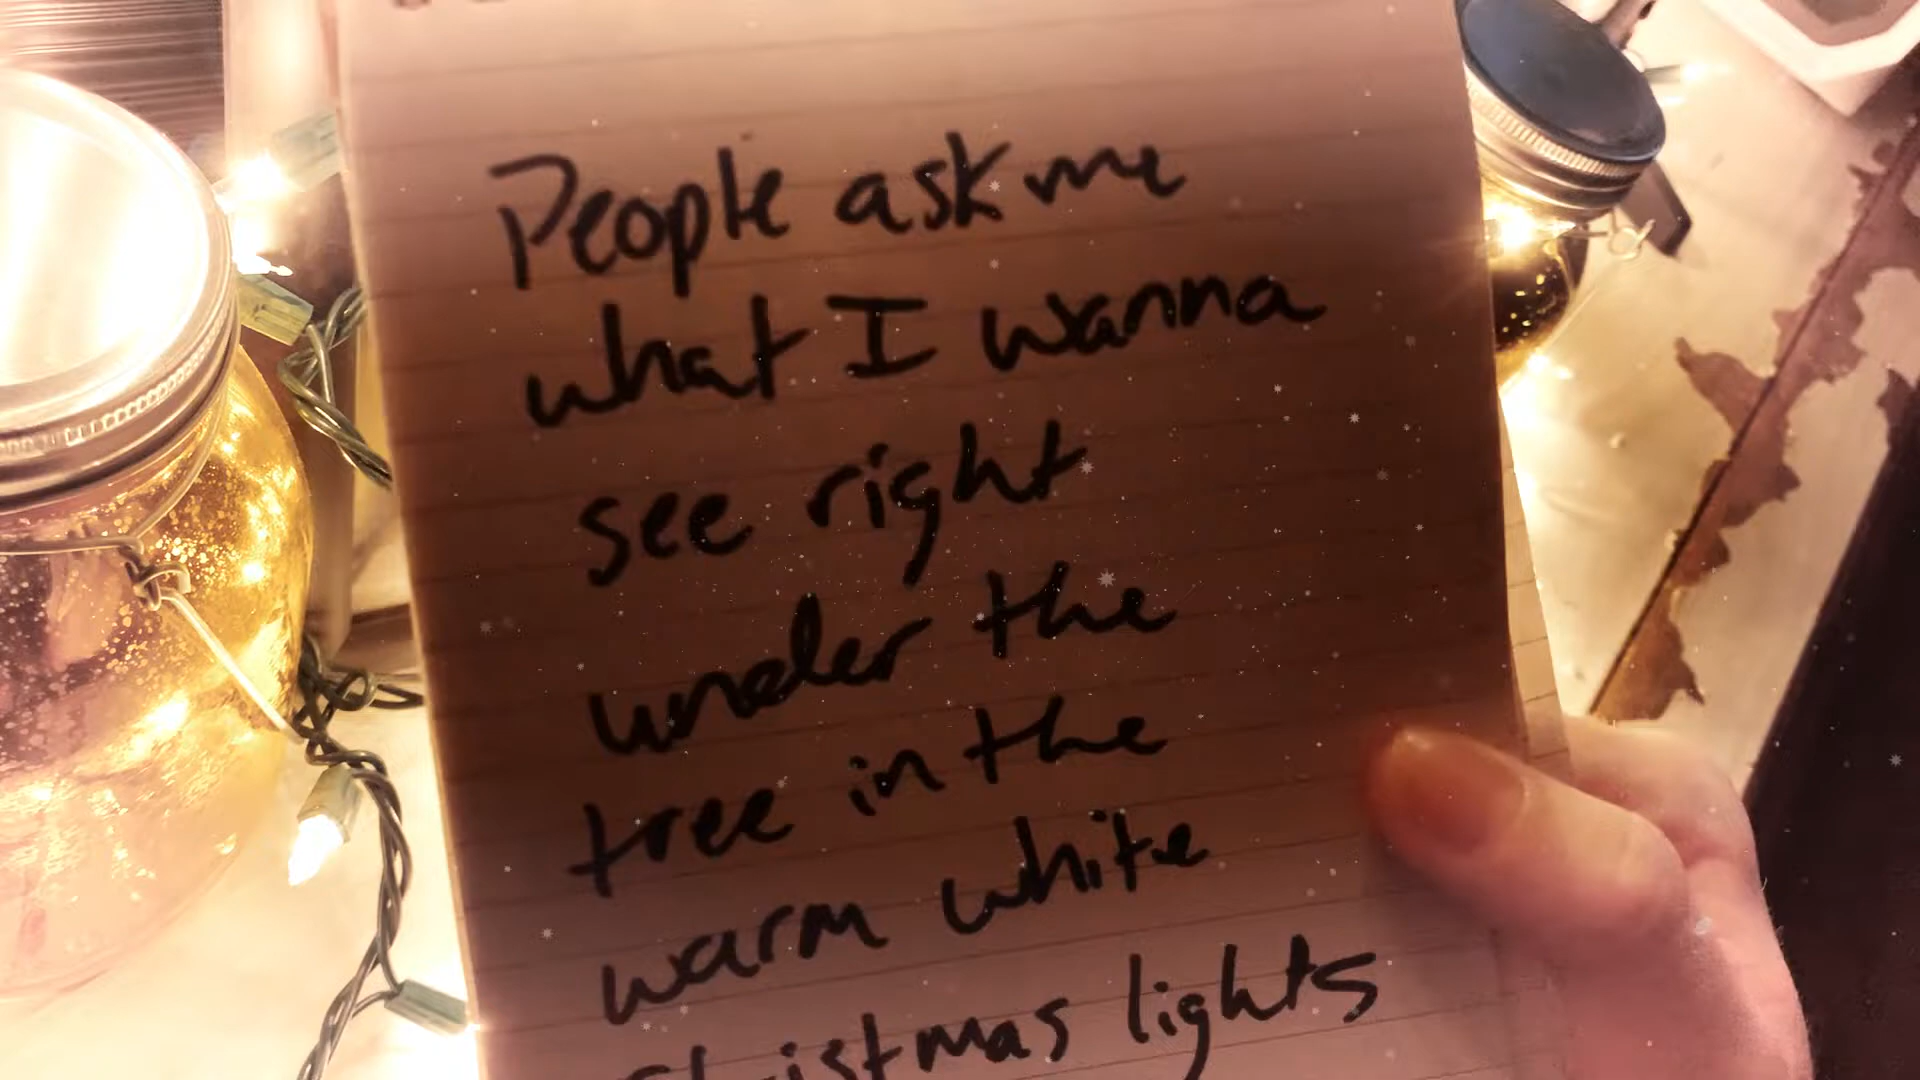 People ask me
what I wanna
see right
under the
tree in the
warm white
Christmas lights